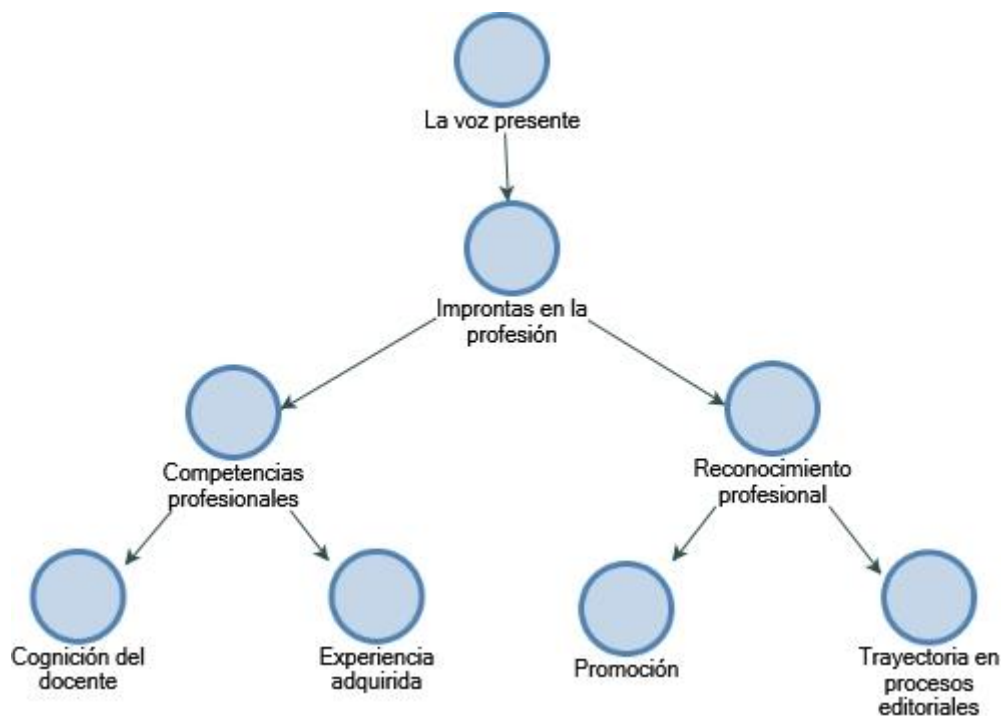 La voz presente
Improntas en la
profesión
Competencias
profesionales
Reconocimiento
profesional
Cognición del
docente
Experiencia
adquirida
Promoción
Trayectoria en
procesos
editoriales